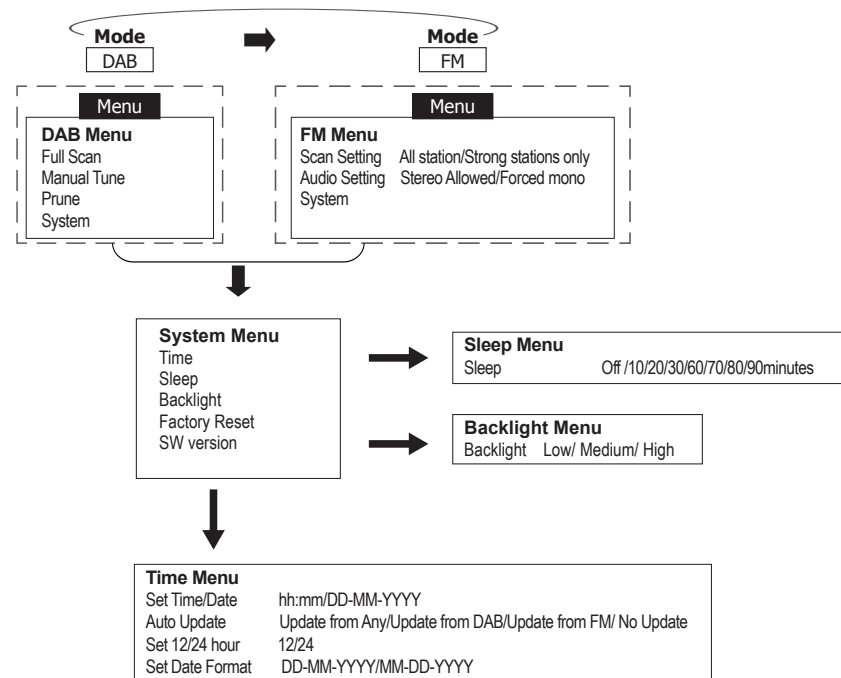 Mode
DAB
Mode
FM
Menu
DAB Menu
Full Scan
Manual Tune
Prune
System
Menu
FM Menu
Scan Setting All station/Strong stations only
Audio Setting Stereo Allowed/Forced mono
System
System Menu
Time
Sleep
Backlight
Factory Reset
SW version
Sleep Menu
Sleep Off /10/20/30/60/70/80/90minutes
Backlight Menu
Backlight Low/ Medium/ High
Time Menu
Set Time/Date hh:mm/DD-MM-YYYY
Auto Update Update from Any/Update from DAB/Update from FM/ No Update
Set 12/24 hour 12/24
Set Date Format DD-MM-YYYY/MM-DD-YYYY